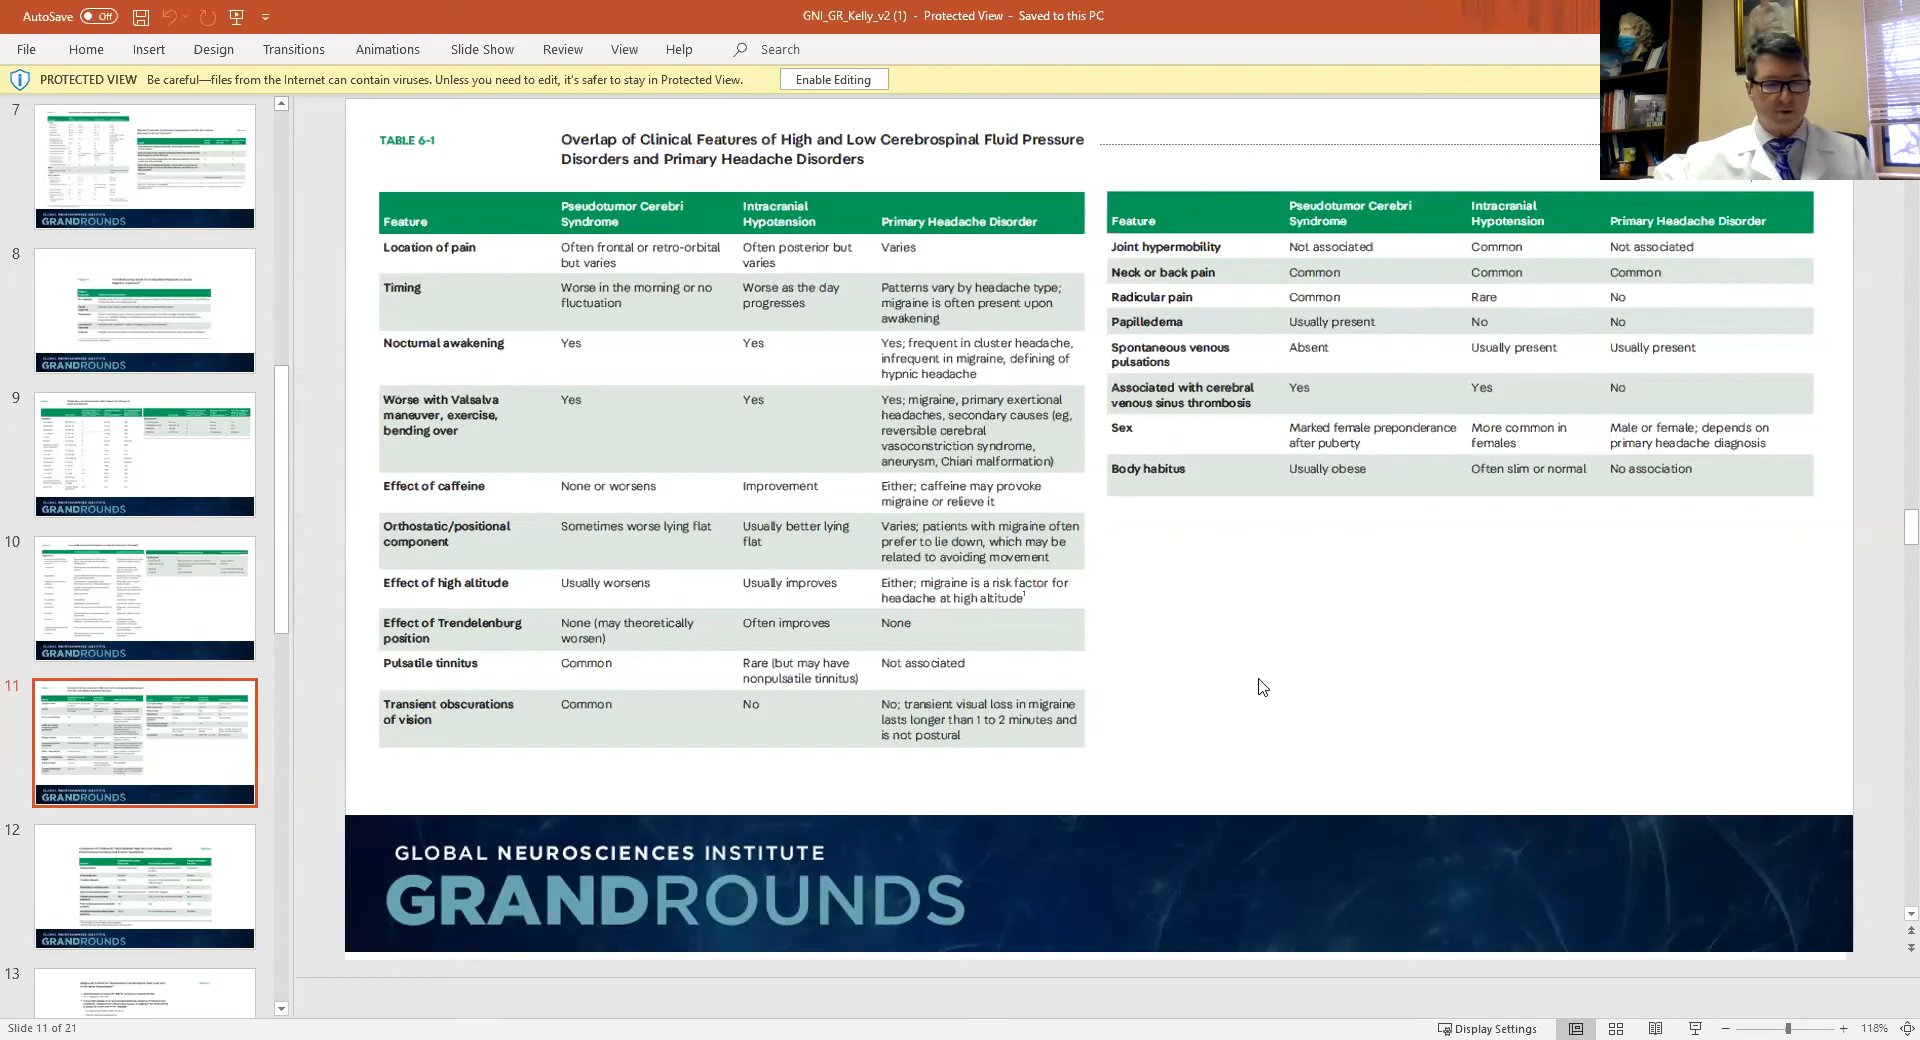 AutoSave Off
GNI_GR_Kelly_v2 (1) - Protected View - Saved to this PC
File Home Insert Design Transitions Animations Slide Show Review View Help Search
PROTECTED VIEW Be careful—files from the Internet can contain viruses. Unless you need to edit, it's safer to stay in Protected View. Enable Editing
7
GRANDROUNDS
8
GRANDROUNDS
9
GRANDROUNDS
10
GRANDROUNDS
11
GRANDROUNDS
12
GRANDROUNDS
13
TABLE 6-1 Overlap of Clinical Features of High and Low Cerebrospinal Fluid Pressure
Disorders and Primary Headache Disorders
Pseudotumor Cerebri Intracranial
Feature Syndrome Hypotension Primary Headache Disorder
Location of pain Often frontal or retro-orbital Often posterior but Varies
but varies varies
Timing Worse in the morning or no Worse as the day Patterns vary by headache type;
fluctuation progresses migraine is often present upon
awakening
Nocturnal awakening Yes Yes Yes; frequent in cluster headache,
infrequent in migraine, defining of
hypnic headache
Worse with Valsalva Yes Yes Yes; migraine, primary exertional
maneuver, exercise, headaches, secondary causes (eg,
bending over reversible cerebral
vasoconstriction syndrome,
aneurysm, Chiari malformation)
Effect of caffeine None or worsens Improvement Either; caffeine may provoke
migraine or relieve it
Orthostatic/positional Sometimes worse lying flat Usually better lying Varies; patients with migraine often
component flat prefer to lie down, which may be
related to avoiding movement
Effect of high altitude Usually worsens Usually improves Either; migraine is a risk factor for
headache at high altitude1
Effect of Trendelenburg None (may theoretically Often improves None
position worsen)
Pulsatile tinnitus Common Rare (but may have Not associated
nonpulsatile tinnitus)
Transient obscurations Common No No; transient visual loss in migraine
of vision lasts longer than 1 to 2 minutes and
is not postural
Pseudotumor Cerebri Intracranial
Feature Syndrome Hypotension Primary Headache Disorder
Joint hypermobility Not associated Common Not associated
Neck or back pain Common Common Common
Radicular pain Common Rare No
Papilledema Usually present No No
Spontaneous venous Absent Usually present Usually present
pulsations
Associated with cerebral Yes Yes No
venous sinus thrombosis
Sex Marked female preponderance More common in Male or female; depends on
after puberty females primary headache diagnosis
Body habitus Usually obese Often slim or normal No association
GLOBAL NEUROSCIENCES INSTITUTE
GRANDROUNDS
Slide 11 of 21
Display Settings
118%